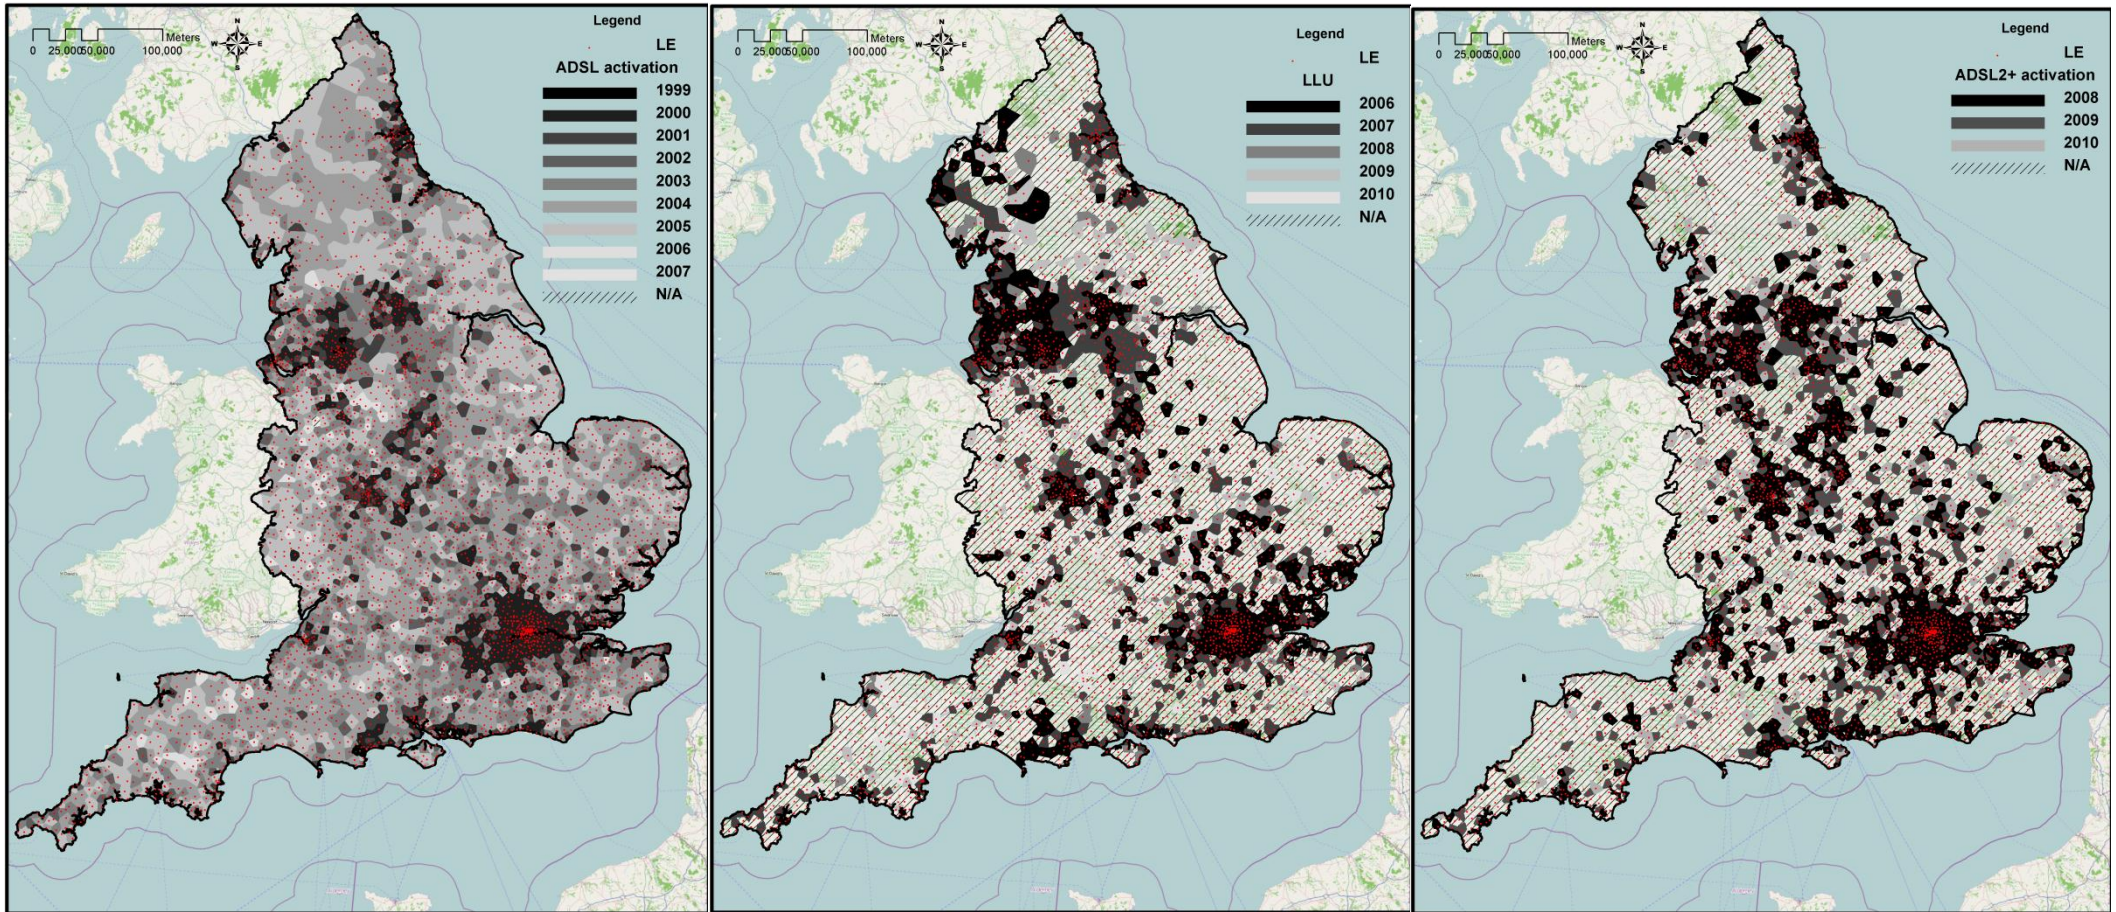 Legend
N
W E
S
Meters
0 25,000 50,000 100,000
LE
ADSL activation
1999
2000
2001
2002
2003
2004
2005
2006
2007
N/A
Legend
N
W E
S
Meters
0 25,000 50,000 100,000
LE
LLU
2006
2007
2008
2009
2010
N/A
Legend
N
W E
S
Meters
0 25,000 50,000 100,000
LE
ADSL2+ activation
2008
2009
2010
N/A